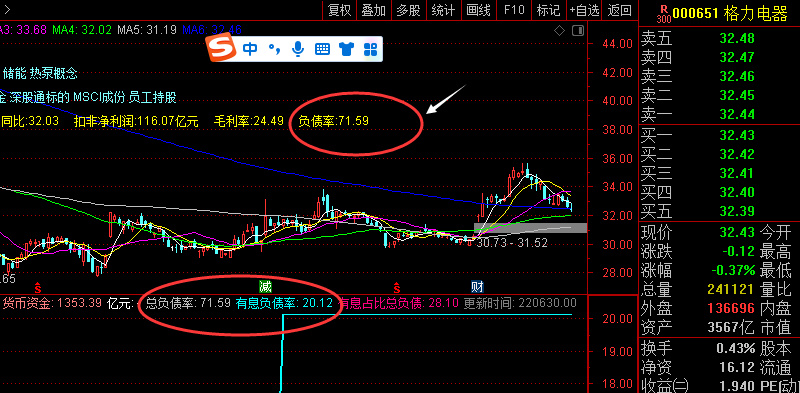 复权 叠加 多股 统计 画线 F10 标记 +自选 返回
R 300 000651 格力电器
A3: 33.68 MA4: 32.02 MA5: 31.19 32.46
S 中
储能 热泵概念
金 深股通标的 MSCI成份 员工持股
同比:32.03 扣非净利润:116.07亿元 毛利率:24.49 负债率:71.59
44.00
42.00
40.00
38.00
36.00
34.00
32.00
30.00
28.00
30.73 - 31.52
.65
$ 减 $ 财
货币资金: 1353.39 亿元: 总负债率: 71.59 有息负债率: 20.12 有息占比总负债: 28.10 更新时间: 220630.00
20.00
19.00
18.00
卖五 32.48
卖四 32.47
卖三 32.46
卖二 32.45
卖一 32.44
买一 32.43
买二 32.42
买三 32.41
买四 32.40
买五 32.39
现价 32.43 今开
涨跌 -0.12 最高
涨幅 -0.37% 最低
总量 241121 量比
外盘 136696 内盘
资产 3567亿 市值
换手 0.43% 股本
净资 16.12 流通
收益㈡ 1.940 PE[动]